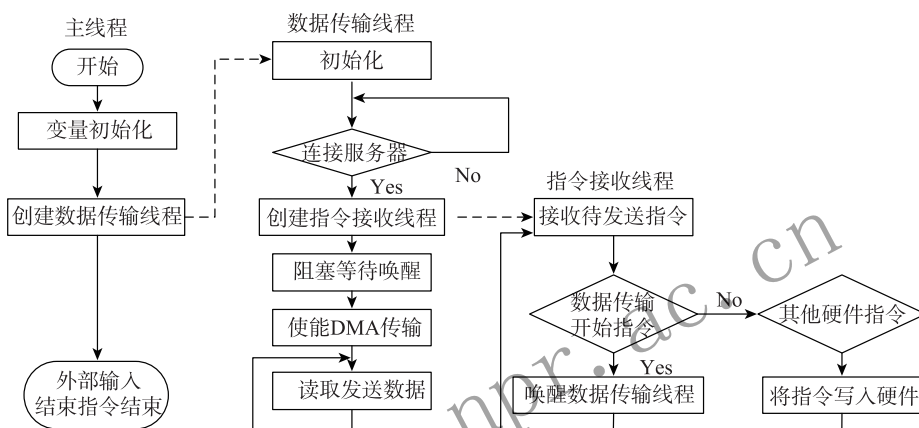 主线程
开始
变量初始化
创建数据传输线程
外部输入
结束指令结束
数据传输线程
初始化
连接服务器
No
Yes
创建指令接收线程
阻塞等待唤醒
使能DMA传输
读取发送数据
指令接收线程
接收待发送指令
数据传输
开始指令
No
Yes
唤醒数据传输线程
其他硬件指令
将指令写入硬件
npr.ac.cn